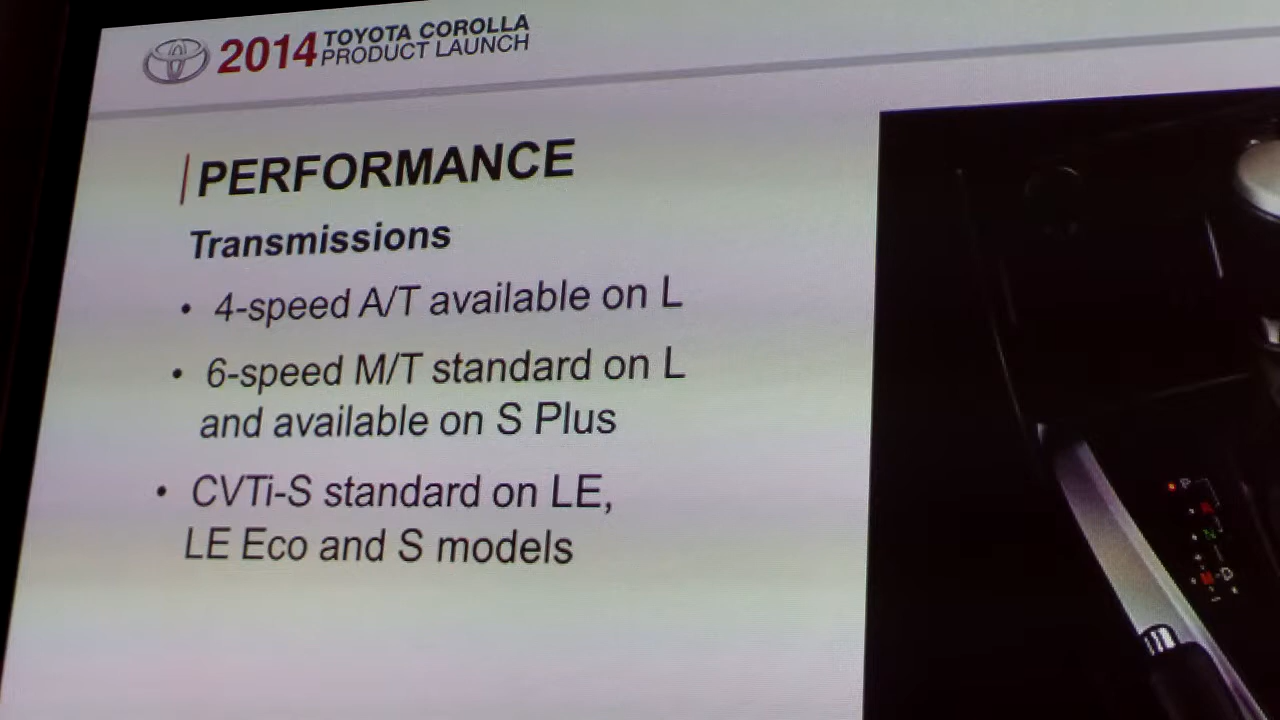 2014 TOYOTA COROLLA
PRODUCT LAUNCH
PERFORMANCE
Transmissions
• 4-speed A/T available on L
• 6-speed M/T standard on L
and available on S Plus
• CVTi-S standard on LE,
LE Eco and S models
P
R
N
D
M